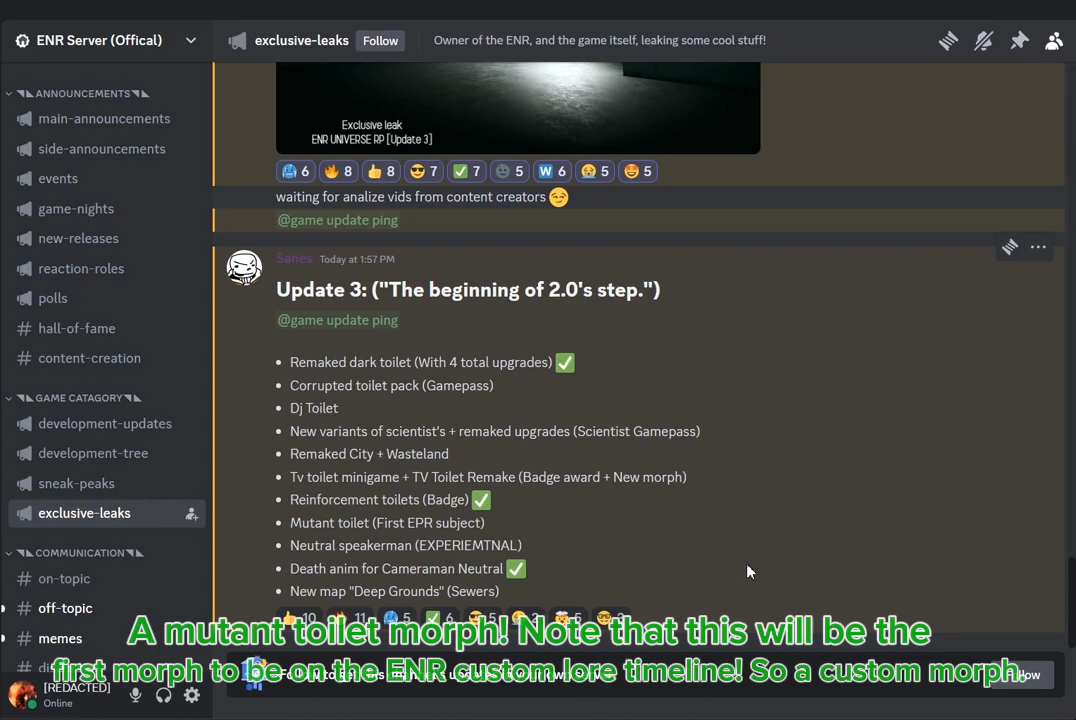 ENR Server (Offical)
exclusive-leaks
Follow
Owner of the ENR, and the game itself, leaking some cool stuff!
ANNOUNCEMENTS
main-announcements
side-announcements
events
game-nights
new-releases
reaction-roles
polls
hall-of-fame
content-creation
GAME CATAGORY
development-updates
development-tree
sneak-peaks
exclusive-leaks
COMMUNICATION
on-topic
off-topic
memes
[REDACTED]
Online
Exclusive leak
ENR UNIVERSE RP [Update 3]
6 8 8 7 7 5 W 6 5 5
waiting for analize vids from content creators
@game update ping
Sanes Today at 1:57 PM
Update 3: ("The beginning of 2.0's step.")
@game update ping
• Remaked dark toilet (With 4 total upgrades)
• Corrupted toilet pack (Gamepass)
• Dj Toilet
• New variants of scientist's + remaked upgrades (Scientist Gamepass)
• Remaked City + Wasteland
• Tv toilet minigame + TV Toilet Remake (Badge award + New morph)
• Reinforcement toilets (Badge)
• Mutant toilet (First EPR subject)
• Neutral speakerman (EXPERIEMTNAL)
• Death anim for Cameraman Neutral
• New map "Deep Grounds" (Sewers)
A mutant toilet morph! Note that this will be the
first morph to be on the ENR custom lore timeline! So a custom morph.